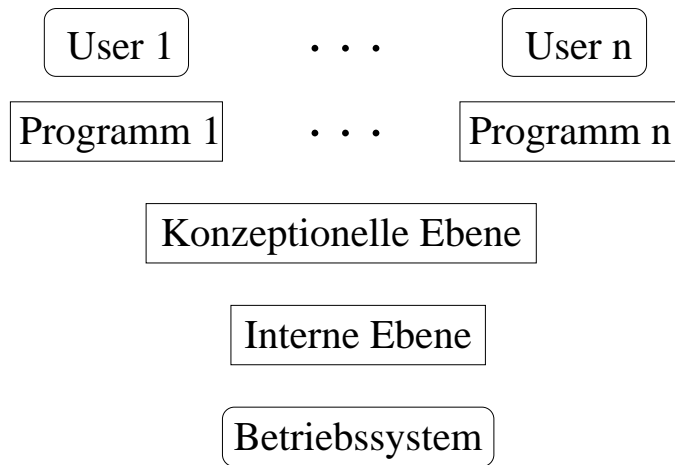 User 1 . . . User n
Programm 1 . . . Programm n
Konzeptionelle Ebene
Interne Ebene
Betriebssystem